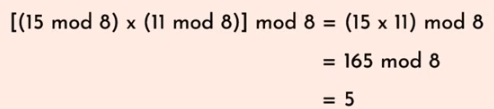 [(15 mod 8) x (11 mod 8)] mod 8 = (15 x 11) mod 8
= 165 mod 8
= 5